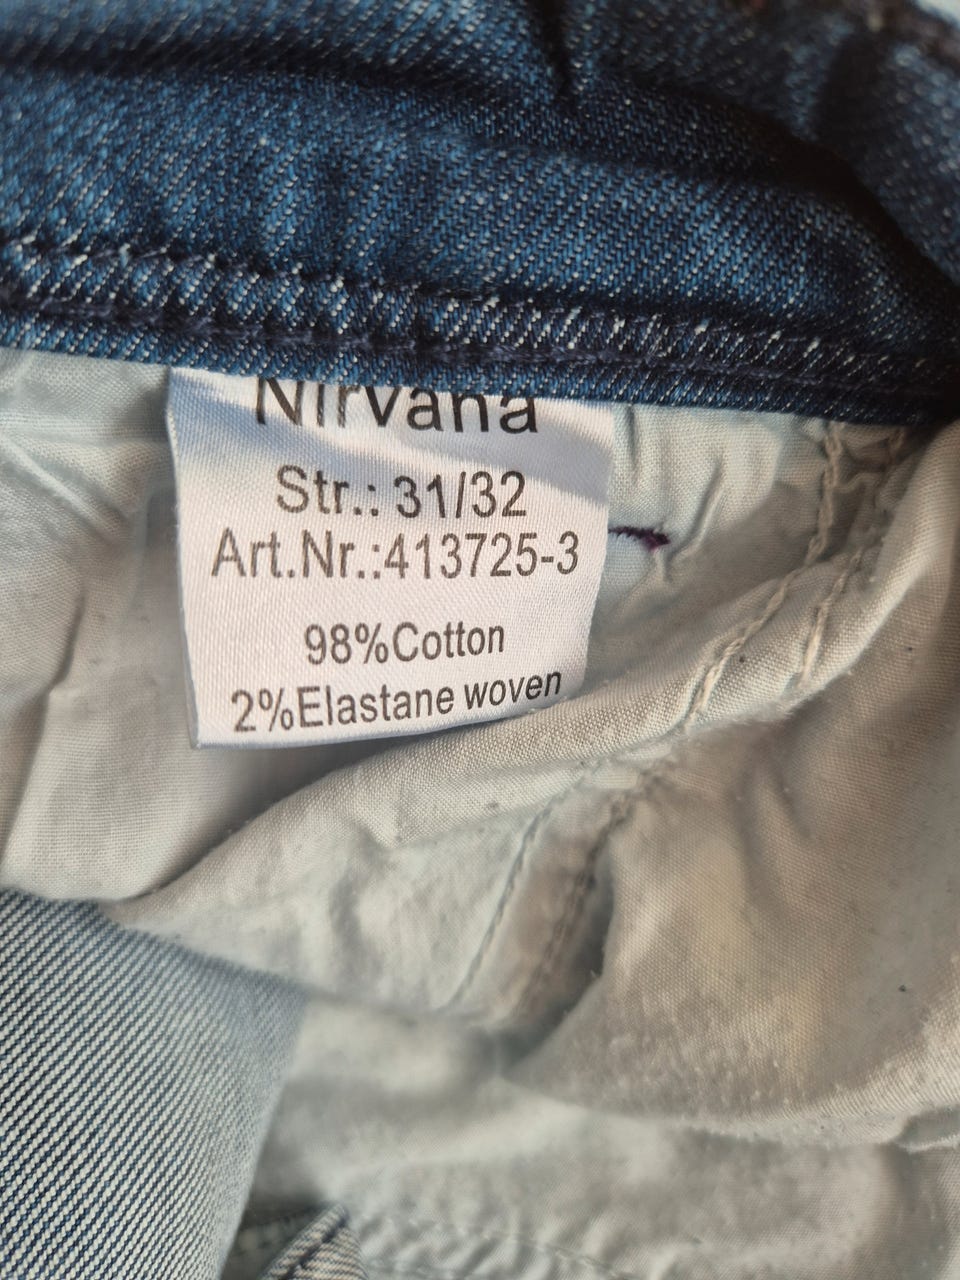 Nirvana
Str.: 31/32
Art.Nr.:413725-3
98%Cotton
2%Elastane woven